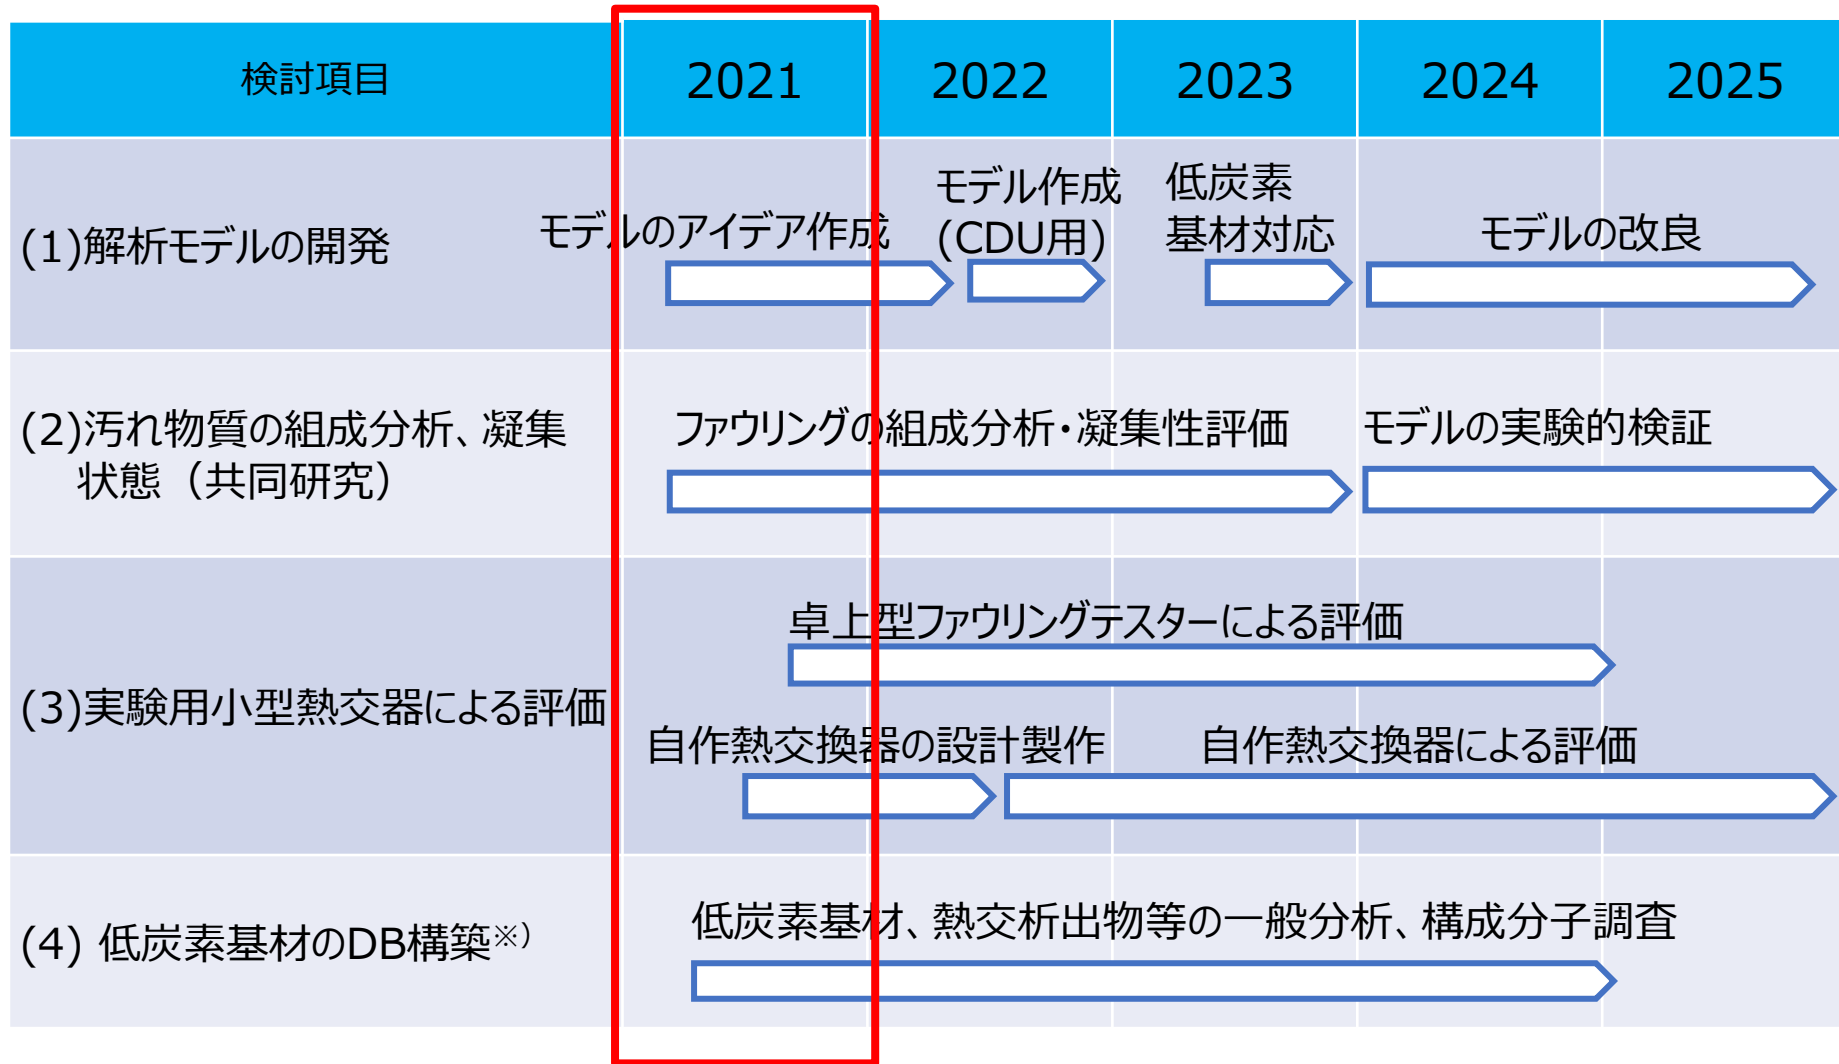 検討項目
2021
2022
2023
2024
2025
(1)解析モデルの開発
モデルのアイデア作成
モデル作成
(CDU用)
低炭素
基材対応
モデルの改良
(2)汚れ物質の組成分析、凝集
状態（共同研究）
ファウリングの組成分析・凝集性評価
モデルの実験的検証
(3)実験用小型熱交器による評価
卓上型ファウリングテスターによる評価
自作熱交換器の設計製作
自作熱交換器による評価
(4) 低炭素基材のDB構築※)
低炭素基材、熱交析出物等の一般分析、構成分子調査